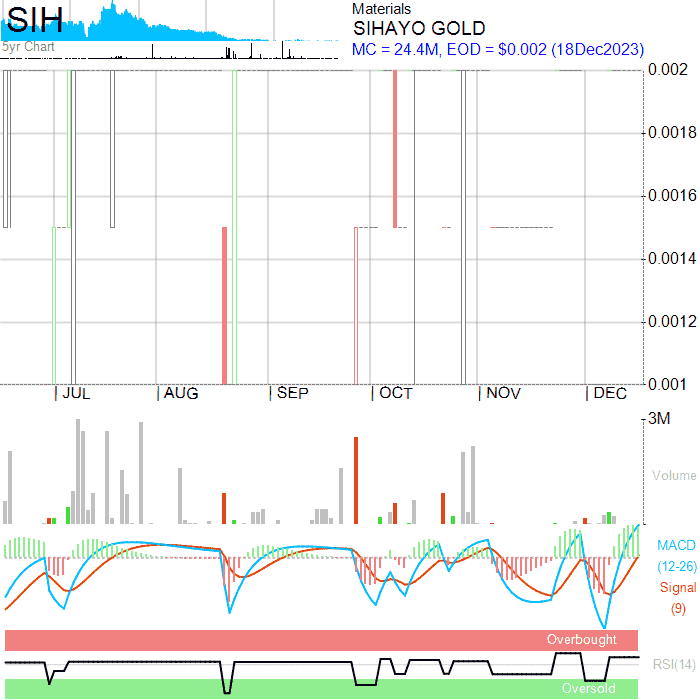 SIH
5yr Chart
Materials
SIHAYO GOLD
MC = 24.4M, EOD = $0.002 (18Dec2023)
0.002
0.0018
0.0016
0.0014
0.0012
0.001
JUL AUG SEP OCT NOV DEC
3M
Volume
MACD
(12-26)
Signal
(9)
Overbought
RSI(14)
Oversold